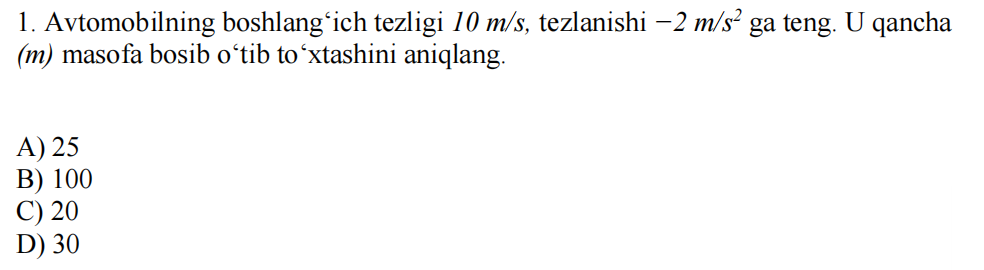 1. Avtomobilning boshlang‘ich tezligi 10 m/s, tezlanishi −2 m/s² ga teng. U qancha
(m) masofa bosib o‘tib to‘xtashini aniqlang.
A) 25
B) 100
C) 20
D) 30